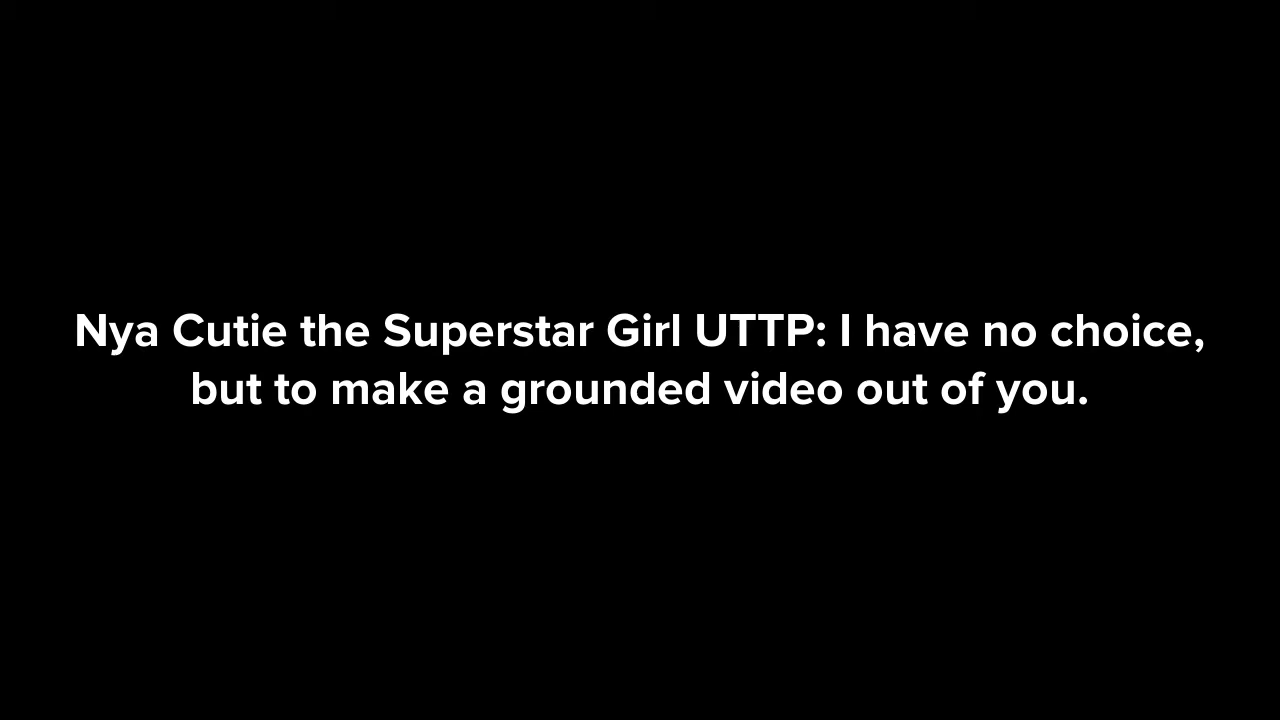 Nya Cutie the Superstar Girl UTTP: I have no choice,
but to make a grounded video out of you.